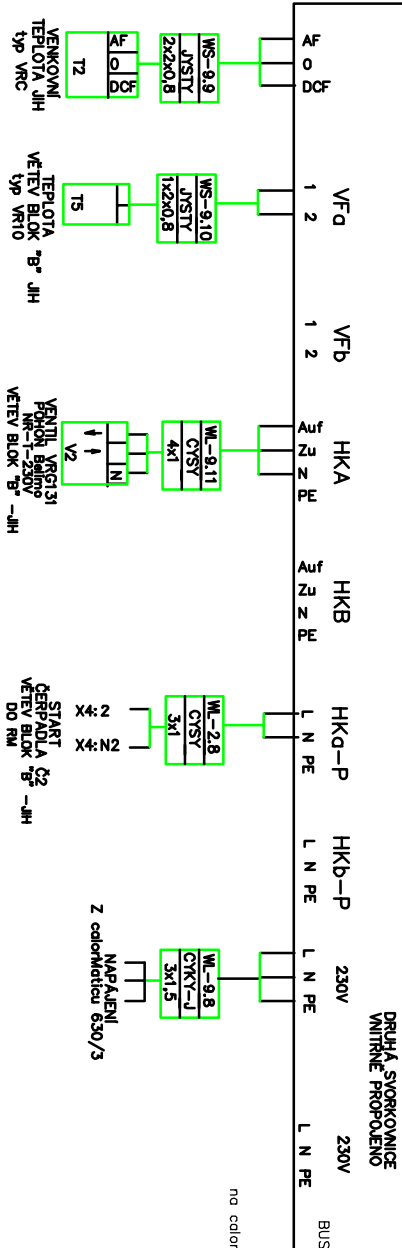 DRUHÁ SVORKOVNICE
VNITŘNĚ PROPOJENO
VFa
VFb
HKA
HKB
HKa-P
HKb-P
230V
230V
BUS
AF
0
DCF
1
2
1
2
Auf
Zu
N
PE
Auf
Zu
N
PE
L
N
PE
L
N
PE
L
N
PE
L
N
PE
na calor
WS-9.9
JYSTY
2x2x0,8
WS-9.10
JYSTY
1x2x0,8
WL-9.11
CYSY
4x1
WL-2.8
CYSY
3x1
WL-9.8
CYKY-J
3x1,5
AF
0
DCF
T2
VENKOVNÍ
TEPLOTA JIH
typ VRC
T5
TEPLOTA
VĚTEV BLOK "B" JIH
typ VR10
N
V2
VENTIL VRG131
POHON Belimo
NR-T-230V
VĚTEV BLOK "B" -JIH
X4:2
X4:N2
START
ČERPADLA Č2
VĚTEV BLOK "B" -JIH
DO RM
NAPÁJENÍ
Z calorMaticu 630/3